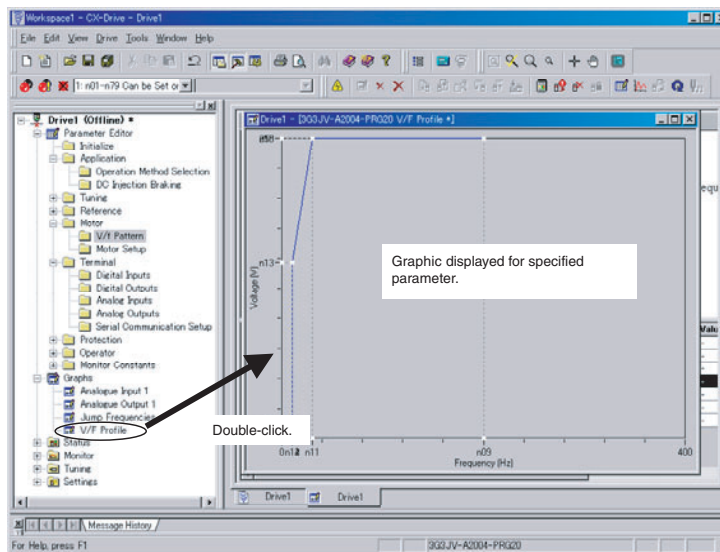 Workspace1 - CX-Drive - Drive1
File Edit View Drive Tools Window Help
1: n01-n79 Can be Set or
Drive1 (Offline) *
Parameter Editor
Initialize
Application
Operation Method Selection
DC Injection Braking
Tuning
Reference
Motor
V/f Pattern
Motor Setup
Terminal
Digital Inputs
Digital Outputs
Analog Inputs
Analog Outputs
Serial Communication Setup
Protection
Operator
Monitor Constants
Graphs
Analogue Input 1
Analogue Output 1
Jump Frequencies
V/F Profile
Status
Monitor
Tuning
Settings
Double-click.
Drive1 - [3G3JV-A2004-PRG20 V/F Profile *]
n13
Voltage (V)
Graphic displayed for specified
parameter.
n11
n09
400
Frequency (Hz)
equ
Valu
Drive1
Drive1
Message History
For Help, press F1
3G3JV-A2004-PRG20